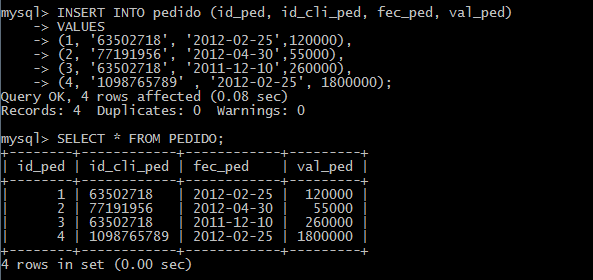 mysql> INSERT INTO pedido (id_ped, id_cli_ped, fec_ped, val_ped)
    -> VALUES
    -> (1, '63502718', '2012-02-25',120000),
    -> (2, '77191956', '2012-04-30',55000),
    -> (3, '63502718', '2011-12-10',260000),
    -> (4, '1098765789' , '2012-02-25', 1800000);
Query OK, 4 rows affected (0.08 sec)
Records: 4  Duplicates: 0  Warnings: 0
mysql> SELECT * FROM PEDIDO;
+--------+------------+------------+---------+
| id_ped | id_cli_ped | fec_ped    | val_ped |
+--------+------------+------------+---------+
|      1 | 63502718   | 2012-02-25 |  120000 |
|      2 | 77191956   | 2012-04-30 |   55000 |
|      3 | 63502718   | 2011-12-10 |  260000 |
|      4 | 1098765789 | 2012-02-25 | 1800000 |
+--------+------------+------------+---------+
4 rows in set (0.00 sec)